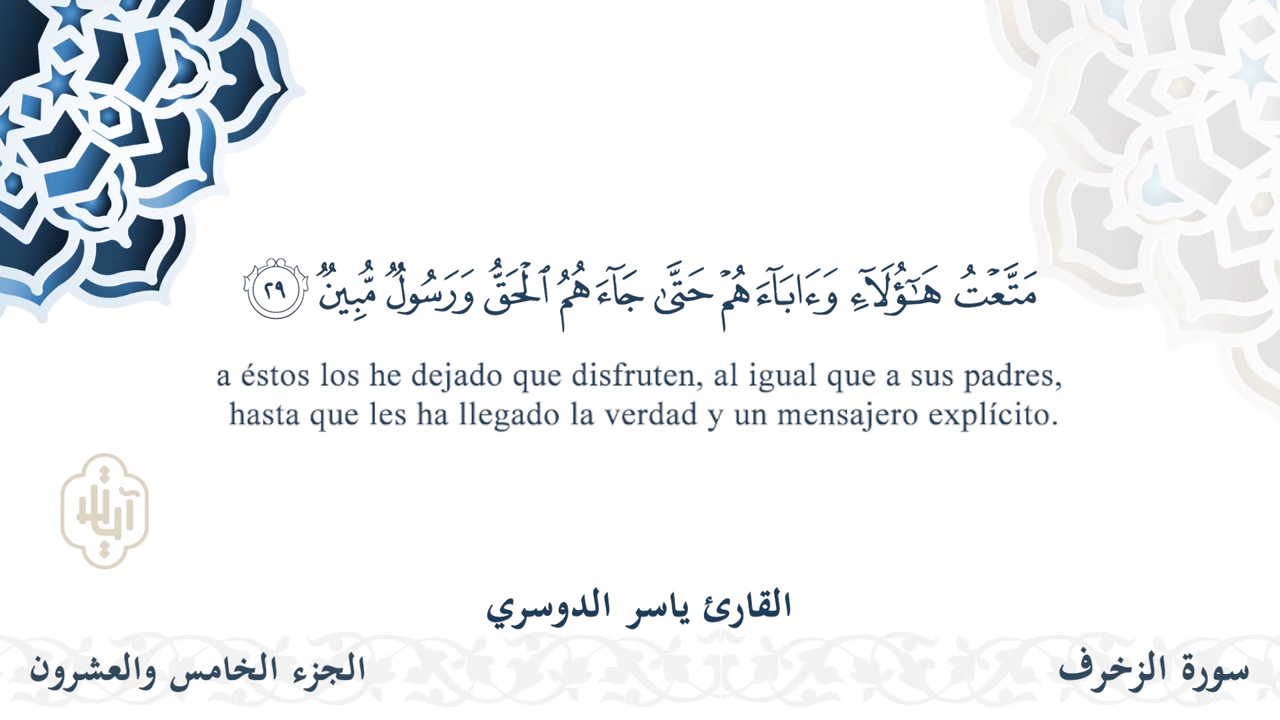 مَتَّعۡتُ هَٰٓؤُلَآءِ وَءَابَآءَهُمۡ حَتَّىٰ جَآءَهُمُ ٱلۡحَقُّ وَرَسُولٌ مُّبِينٌ ٢٩
a éstos los he dejado que disfruten, al igual que a sus padres,
hasta que les ha llegado la verdad y un mensajero explícito.
القارئ ياسر الدوسري
سورة الزخرف
الجزء الخامس والعشرون